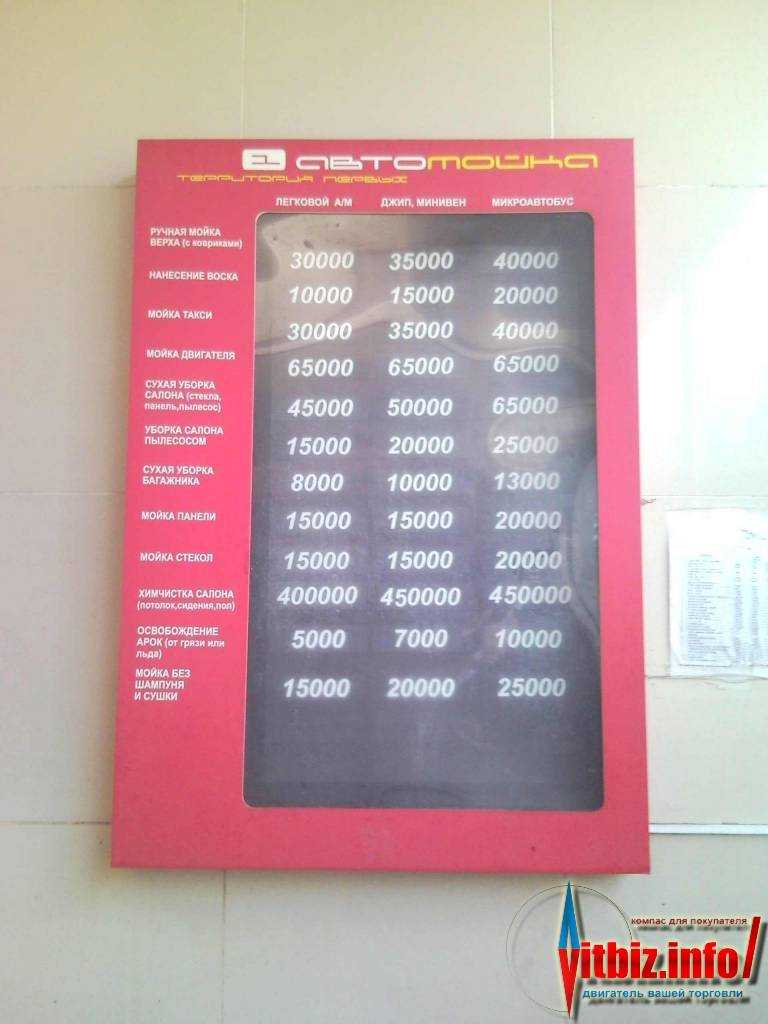 1 автомойка
территория первых
ЛЕГКОВОЙ А/М ДЖИП, МИНИВЕН МИКРОАВТОБУС
РУЧНАЯ МОЙКА
ВЕРХА (с ковриками)
30000 35000 40000
НАНЕСЕНИЕ ВОСКА
10000 15000 20000
МОЙКА ТАКСИ
30000 35000 40000
МОЙКА ДВИГАТЕЛЯ
65000 65000 65000
СУХАЯ УБОРКА
САЛОНА (стекла,
панель,пылесос)
45000 50000 65000
УБОРКА САЛОНА
ПЫЛЕСОСОМ
15000 20000 25000
СУХАЯ УБОРКА
БАГАЖНИКА
8000 10000 13000
МОЙКА ПАНЕЛИ
15000 15000 20000
МОЙКА СТЕКОЛ
15000 15000 20000
ХИМЧИСТКА САЛОНА
(потолок,сидения,пол)
400000 450000 450000
ОСВОБОЖДЕНИЕ
АРОК (от грязи или
льда)
5000 7000 10000
МОЙКА БЕЗ
ШАМПУНЯ
И СУШКИ
15000 20000 25000
компас для покупателя
vitbiz.info
двигатель вашей торговли